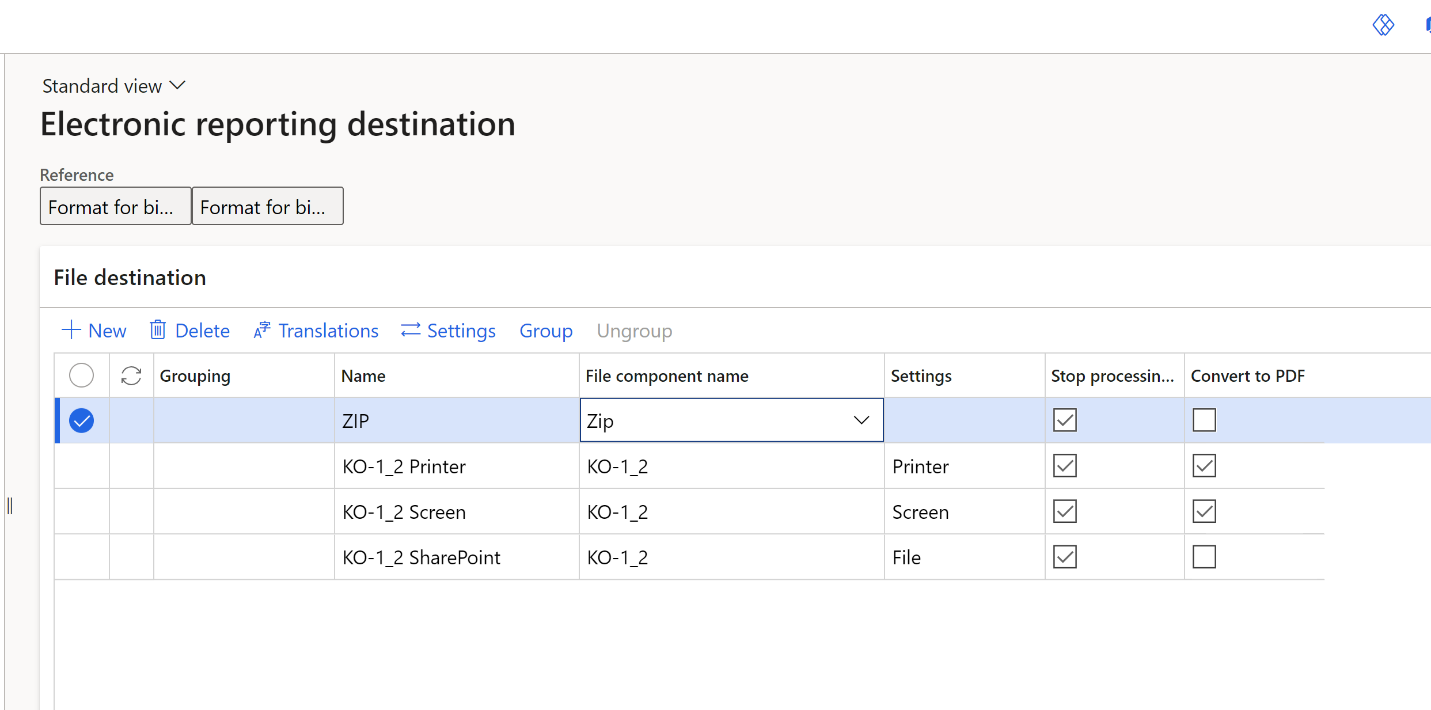 Standard view
Electronic reporting destination
Reference
Format for bi... Format for bi...
File destination
New Delete Translations Settings Group Ungroup
Grouping Name File component name Settings Stop processin... Convert to PDF
ZIP Zip
KO-1_2 Printer KO-1_2 Printer
KO-1_2 Screen KO-1_2 Screen
KO-1_2 SharePoint KO-1_2 File